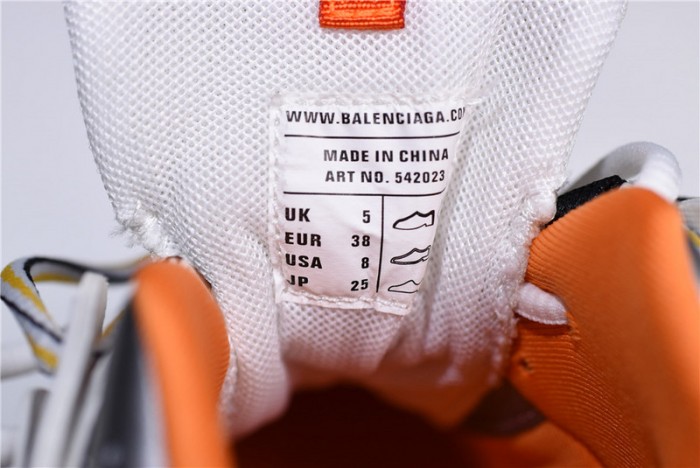 WWW.BALENCIAGA.CO
MADE IN CHINA
ART NO. 542023
UK 5
EUR 38
USA 8
JP 25